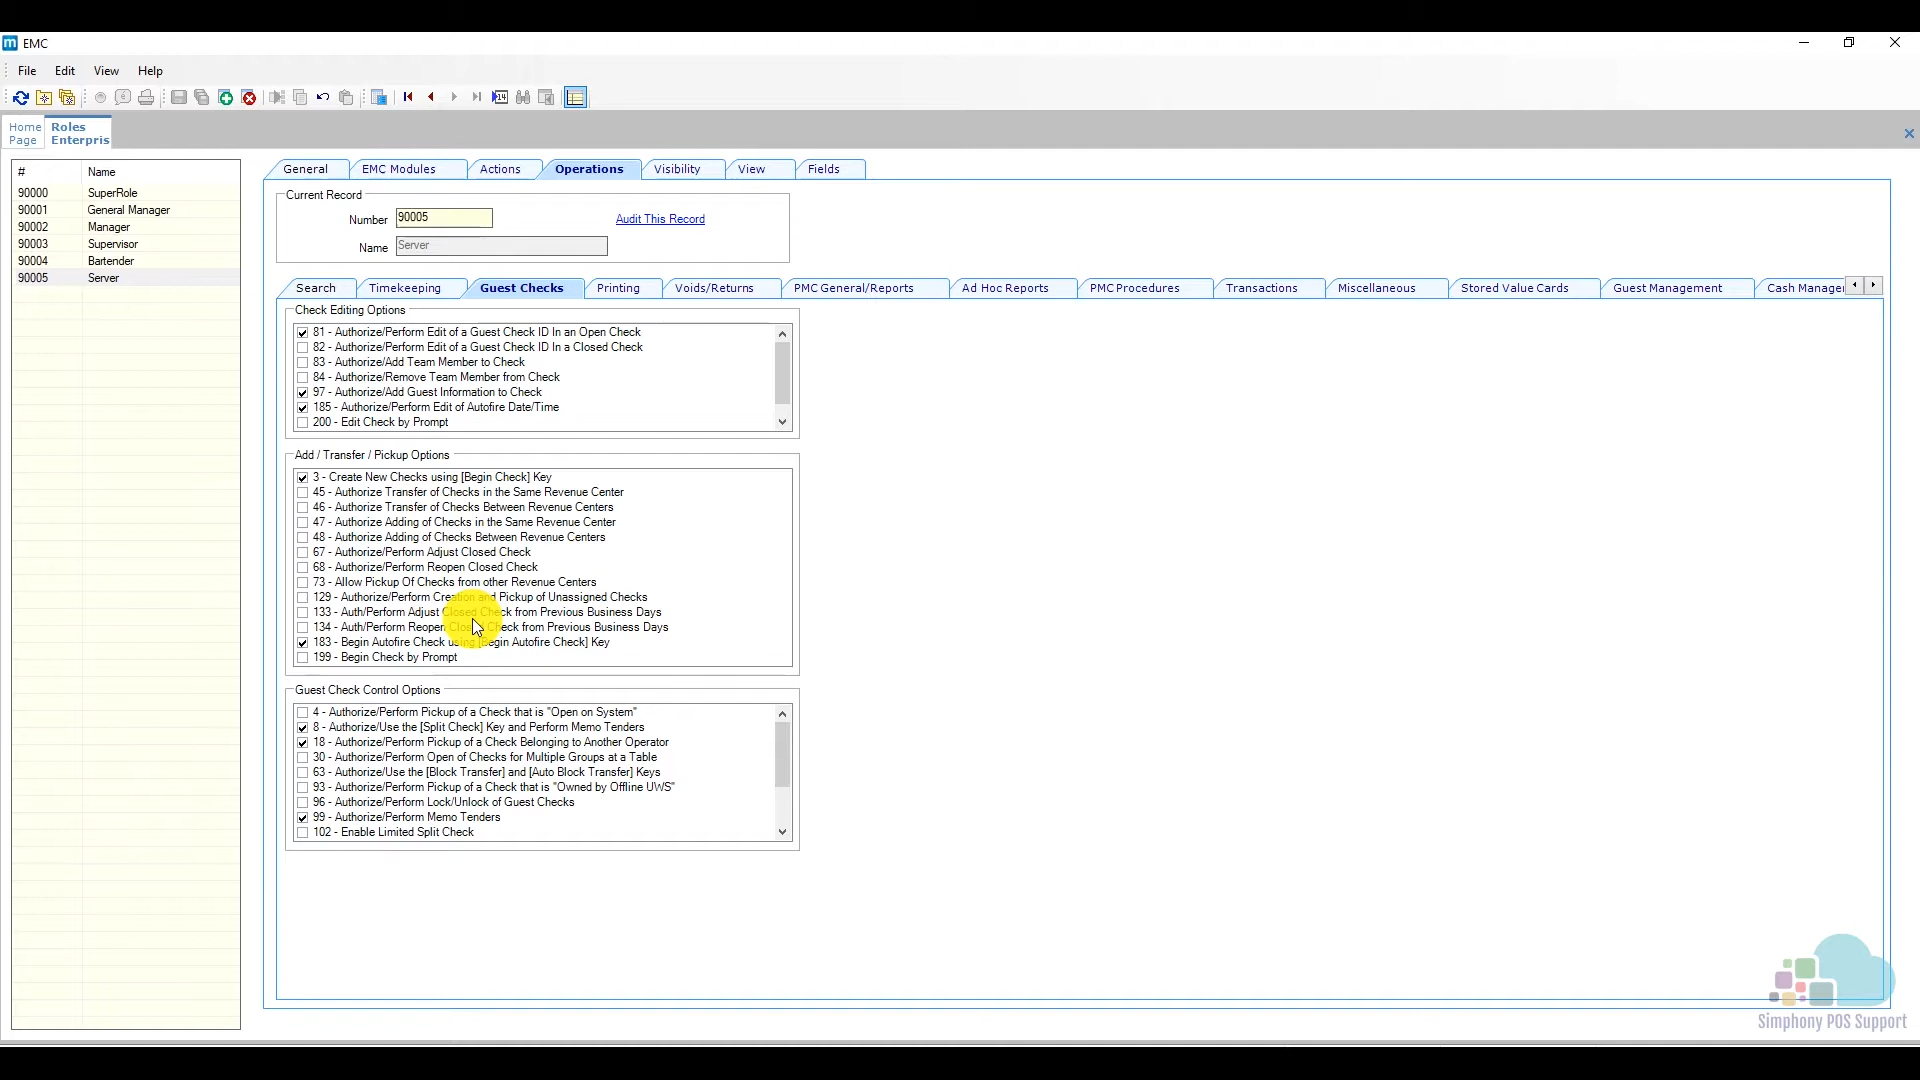 EMC
File Edit View Help
Home Page
Roles Enterpris
# Name
90000 SuperRole
90001 General Manager
90002 Manager
90003 Supervisor
90004 Bartender
90005 Server
General EMC Modules Actions Operations Visibility View Fields
Current Record
Number 90005 Audit This Record
Name Server
Search Timekeeping Guest Checks Printing Voids/Returns PMC General/Reports Ad Hoc Reports PMC Procedures Transactions Miscellaneous Stored Value Cards Guest Management Cash Manager
Check Editing Options
81 - Authorize/Perform Edit of a Guest Check ID In an Open Check
82 - Authorize/Perform Edit of a Guest Check ID In a Closed Check
83 - Authorize/Add Team Member to Check
84 - Authorize/Remove Team Member from Check
97 - Authorize/Add Guest Information to Check
185 - Authorize/Perform Edit of Autofire Date/Time
200 - Edit Check by Prompt
Add / Transfer / Pickup Options
3 - Create New Checks using [Begin Check] Key
45 - Authorize Transfer of Checks in the Same Revenue Center
46 - Authorize Transfer of Checks Between Revenue Centers
47 - Authorize Adding of Checks in the Same Revenue Center
48 - Authorize Adding of Checks Between Revenue Centers
67 - Authorize/Perform Adjust Closed Check
68 - Authorize/Perform Reopen Closed Check
73 - Allow Pickup Of Checks from other Revenue Centers
129 - Authorize/Perform Creation and Pickup of Unassigned Checks
133 - Auth/Perform Adjust Closed Check from Previous Business Days
134 - Auth/Perform Reopen Closed Check from Previous Business Days
183 - Begin Autofire Check using [Begin Autofire Check] Key
199 - Begin Check by Prompt
Guest Check Control Options
4 - Authorize/Perform Pickup of a Check that is "Open on System"
8 - Authorize/Use the [Split Check] Key and Perform Memo Tenders
18 - Authorize/Perform Pickup of a Check Belonging to Another Operator
30 - Authorize/Perform Open of Checks for Multiple Groups at a Table
63 - Authorize/Use the [Block Transfer] and [Auto Block Transfer] Keys
93 - Authorize/Perform Pickup of a Check that is "Owned by Offline UWS"
96 - Authorize/Perform Lock/Unlock of Guest Checks
99 - Authorize/Perform Memo Tenders
102 - Enable Limited Split Check
Simphony POS Support